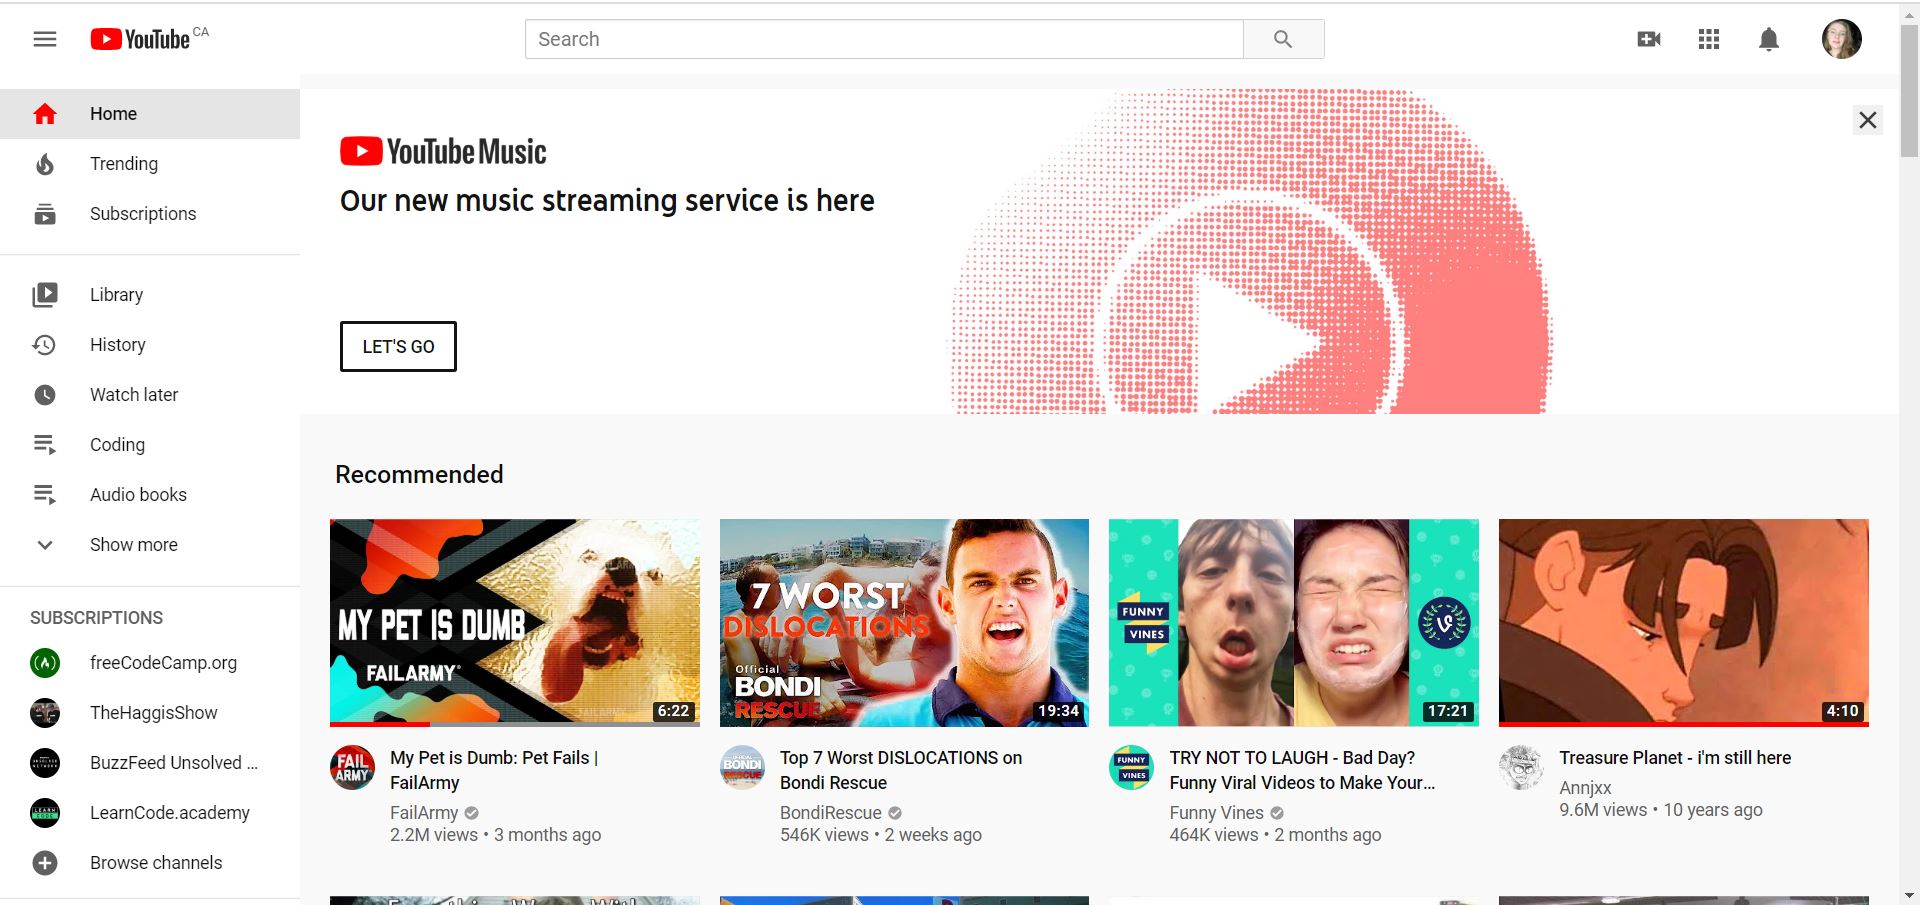 YouTube CA
Search
Home
Trending
Subscriptions
Library
History
Watch later
Coding
Audio books
Show more
SUBSCRIPTIONS
freeCodeCamp.org
TheHaggisShow
BuzzFeed Unsolved ...
LearnCode.academy
Browse channels
YouTube Music
Our new music streaming service is here
LET'S GO
Recommended
MY PET IS DUMB
FAILARMY
6:22
FAIL
ARMY
My Pet is Dumb: Pet Fails |
FailArmy
FailArmy
2.2M views • 3 months ago
7 WORST
DISLOCATIONS
Official
BONDI
RESCUE
19:34
BONDI
RESCUE
Top 7 Worst DISLOCATIONS on
Bondi Rescue
BondiRescue
546K views • 2 weeks ago
FUNNY
VINES
17:21
FUNNY
VINES
TRY NOT TO LAUGH - Bad Day?
Funny Viral Videos to Make Your...
Funny Vines
464K views • 2 months ago
4:10
Treasure Planet - i'm still here
Annjxx
9.6M views • 10 years ago